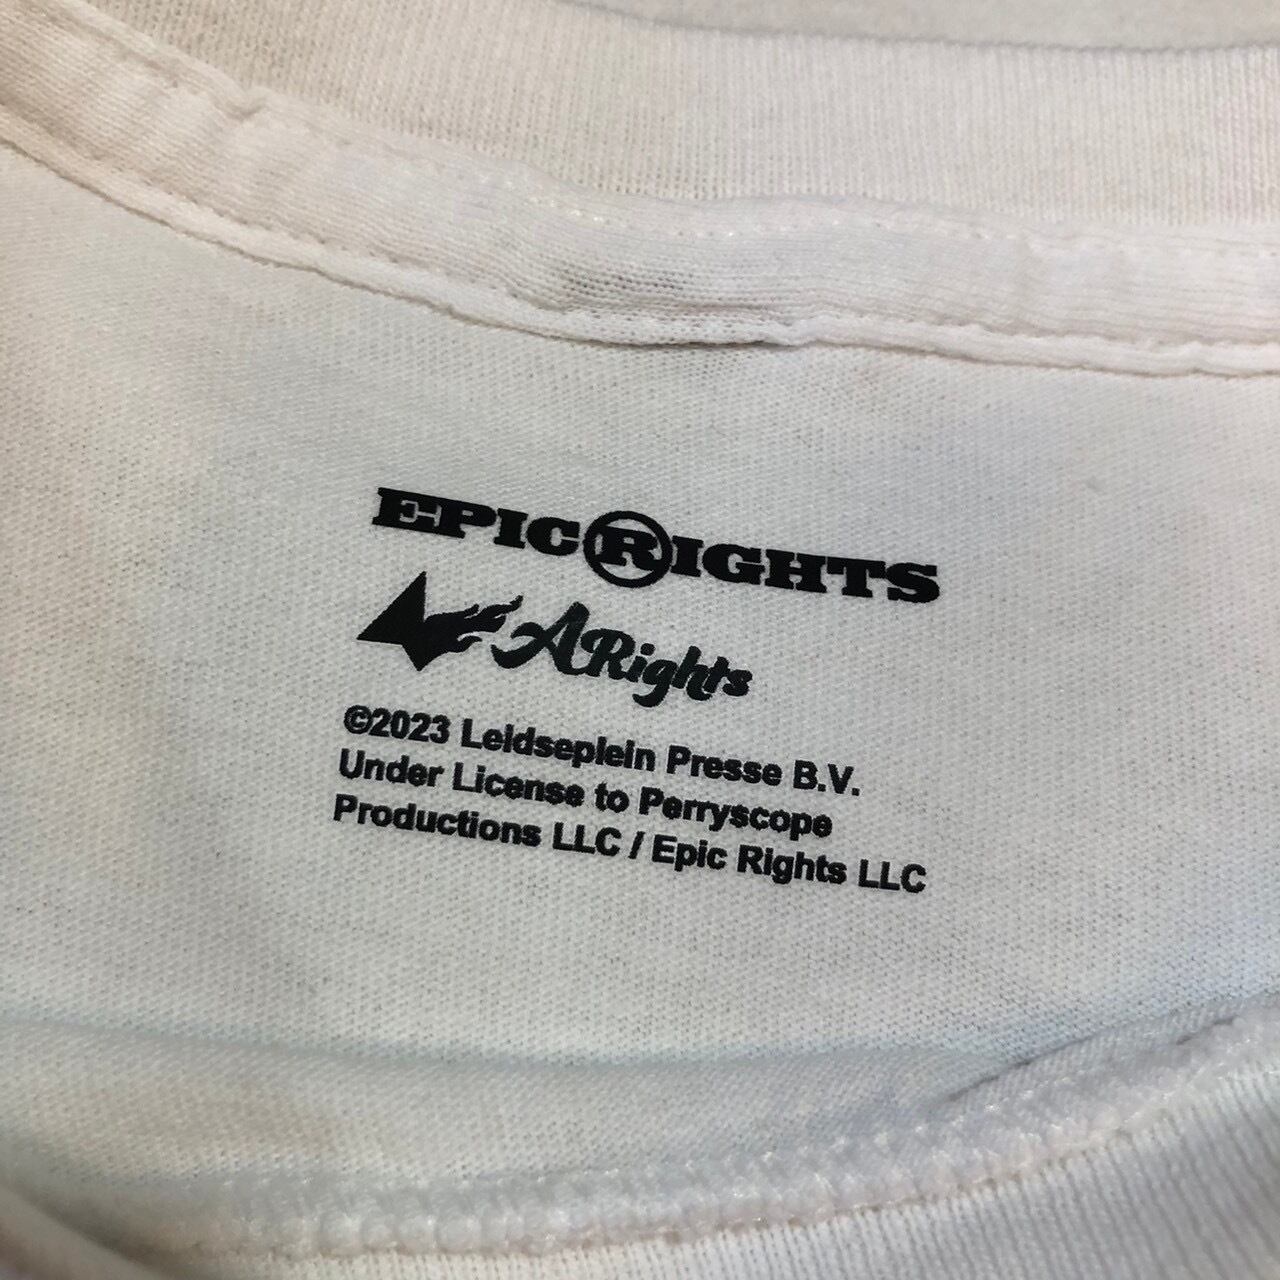 EPIC RIGHTS
ARights
©2023 Leidseplein Presse B.V.
Under License to Perryscope
Productions LLC / Epic Rights LLC